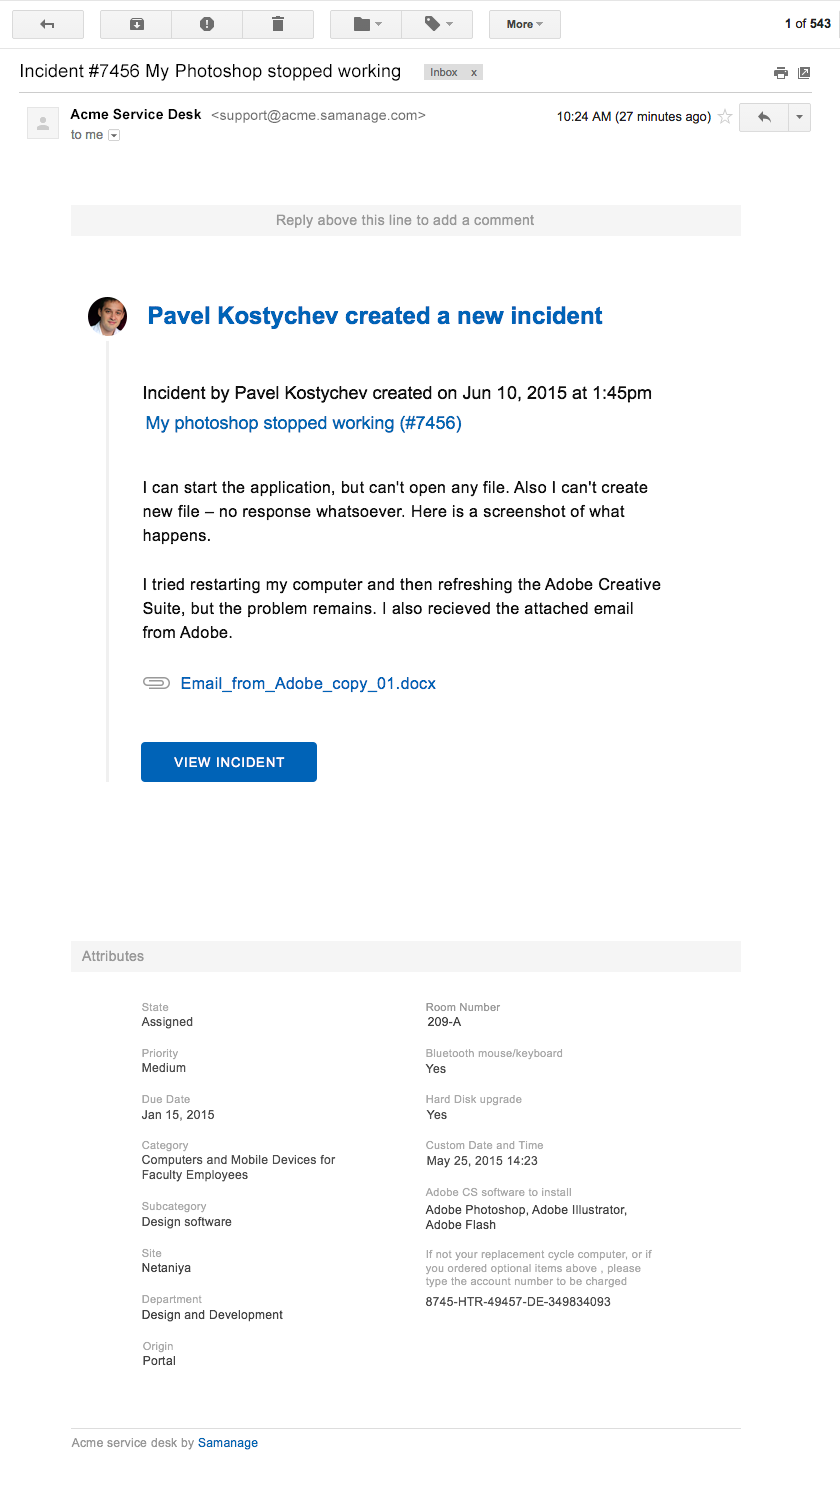 More
1 of 543
Incident #7456 My Photoshop stopped working Inbox x
Acme Service Desk <support@acme.samanage.com> 10:24 AM (27 minutes ago)
to me
Reply above this line to add a comment
Pavel Kostychev created a new incident
Incident by Pavel Kostychev created on Jun 10, 2015 at 1:45pm
My photoshop stopped working (#7456)
I can start the application, but can't open any file. Also I can't create
new file – no response whatsoever. Here is a screenshot of what
happens.
I tried restarting my computer and then refreshing the Adobe Creative
Suite, but the problem remains. I also recieved the attached email
from Adobe.
Email_from_Adobe_copy_01.docx
VIEW INCIDENT
Attributes
State
Assigned
Priority
Medium
Due Date
Jan 15, 2015
Category
Computers and Mobile Devices for
Faculty Employees
Subcategory
Design software
Site
Netaniya
Department
Design and Development
Origin
Portal
Room Number
209-A
Bluetooth mouse/keyboard
Yes
Hard Disk upgrade
Yes
Custom Date and Time
May 25, 2015 14:23
Adobe CS software to install
Adobe Photoshop, Adobe Illustrator,
Adobe Flash
If not your replacement cycle computer, or if
you ordered optional items above , please
type the account number to be charged
8745-HTR-49457-DE-349834093
Acme service desk by Samanage